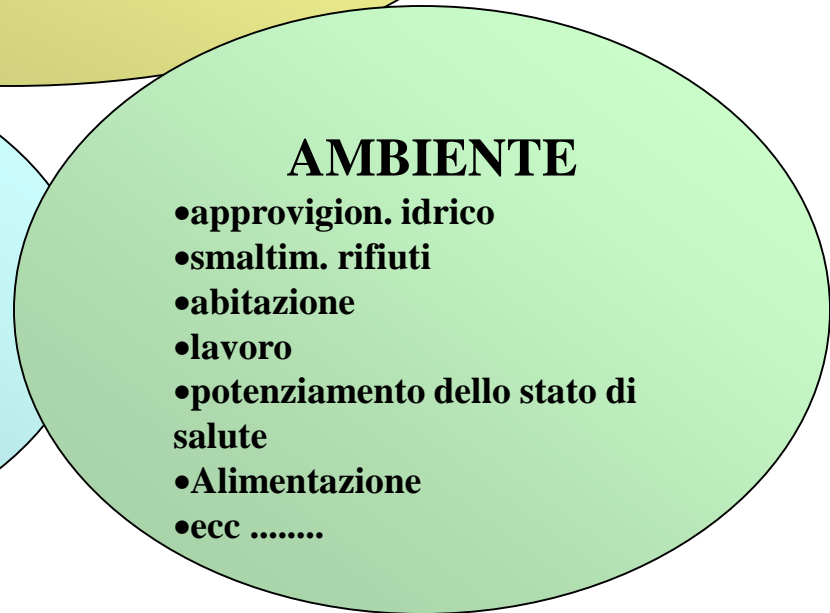 AMBIENTE
•approvigion. idrico
•smaltim. rifiuti
•abitazione
•lavoro
•potenziamento dello stato di
salute
•Alimentazione
•ecc ........